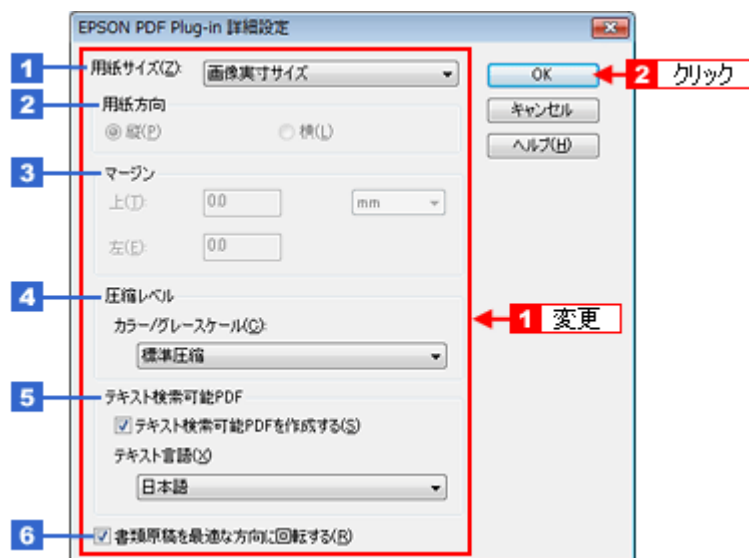 EPSON PDF Plug-in 詳細設定
1 用紙サイズ(Z): 画像実寸サイズ OK 2 クリック
2 用紙方向 キャンセル
縦(P) 横(L) ヘルプ(H)
3 マージン
上(T): 0.0 mm
左(E): 0.0
4 圧縮レベル
1 変更
カラー/グレースケール(C):
標準圧縮
5 テキスト検索可能PDF
テキスト検索可能PDFを作成する(S)
テキスト言語(X)
日本語
6 書類原稿を最適な方向に回転する(R)